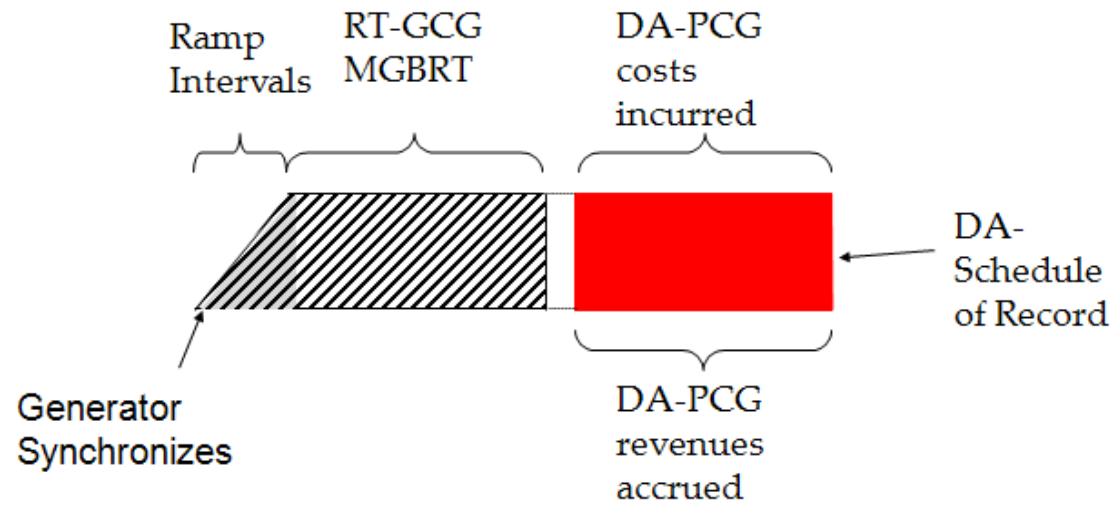 Ramp
Intervals
RT-GCG
MGBRT
DA-PCG
costs
incurred
DA-
Schedule
of Record
Generator
Synchronizes
DA-PCG
revenues
accrued